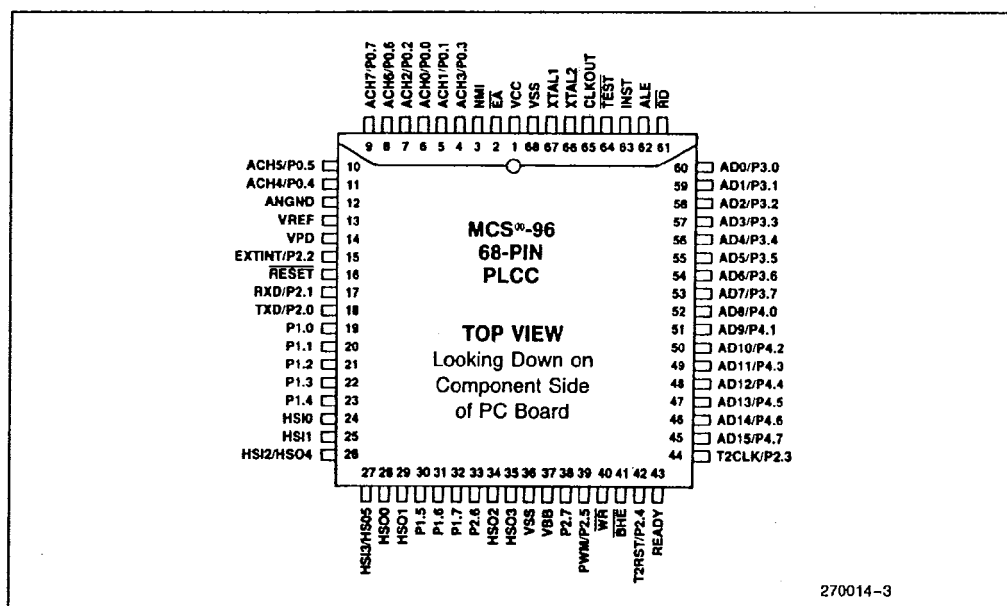 ACH7/P0.7
ACH6/P0.6
ACH2/P0.2
ACH0/P0.0
ACH1/P0.1
ACH3/P0.3
NMI
EA
VCC
VSS
XTAL1
XTAL2
CLKOUT
TEST
INST
ALE
RD
9 8 7 6 5 4 3 2 1 68 67 66 65 64 63 62 61
ACH5/P0.5 10
ACH4/P0.4 11
ANGND 12
VREF 13
VPD 14
EXTINT/P2.2 15
RESET 16
RXD/P2.1 17
TXD/P2.0 18
P1.0 19
P1.1 20
P1.2 21
P1.3 22
P1.4 23
HSI0 24
HSI1 25
HSI2/HSO4 26
MCS®-96
68-PIN
PLCC
TOP VIEW
Looking Down on
Component Side
of PC Board
60 AD0/P3.0
59 AD1/P3.1
58 AD2/P3.2
57 AD3/P3.3
56 AD4/P3.4
55 AD5/P3.5
54 AD6/P3.6
53 AD7/P3.7
52 AD8/P4.0
51 AD9/P4.1
50 AD10/P4.2
49 AD11/P4.3
48 AD12/P4.4
47 AD13/P4.5
46 AD14/P4.6
45 AD15/P4.7
44 T2CLK/P2.3
27 28 29 30 31 32 33 34 35 36 37 38 39 40 41 42 43
HSI3/HSO5
HSO0
HSO1
P1.5
P1.6
P1.7
P2.6
HSO2
HSO3
VSS
VBB
P2.7
PWM/P2.5
WR
BHE
T2RST/P2.4
READY
270014-3